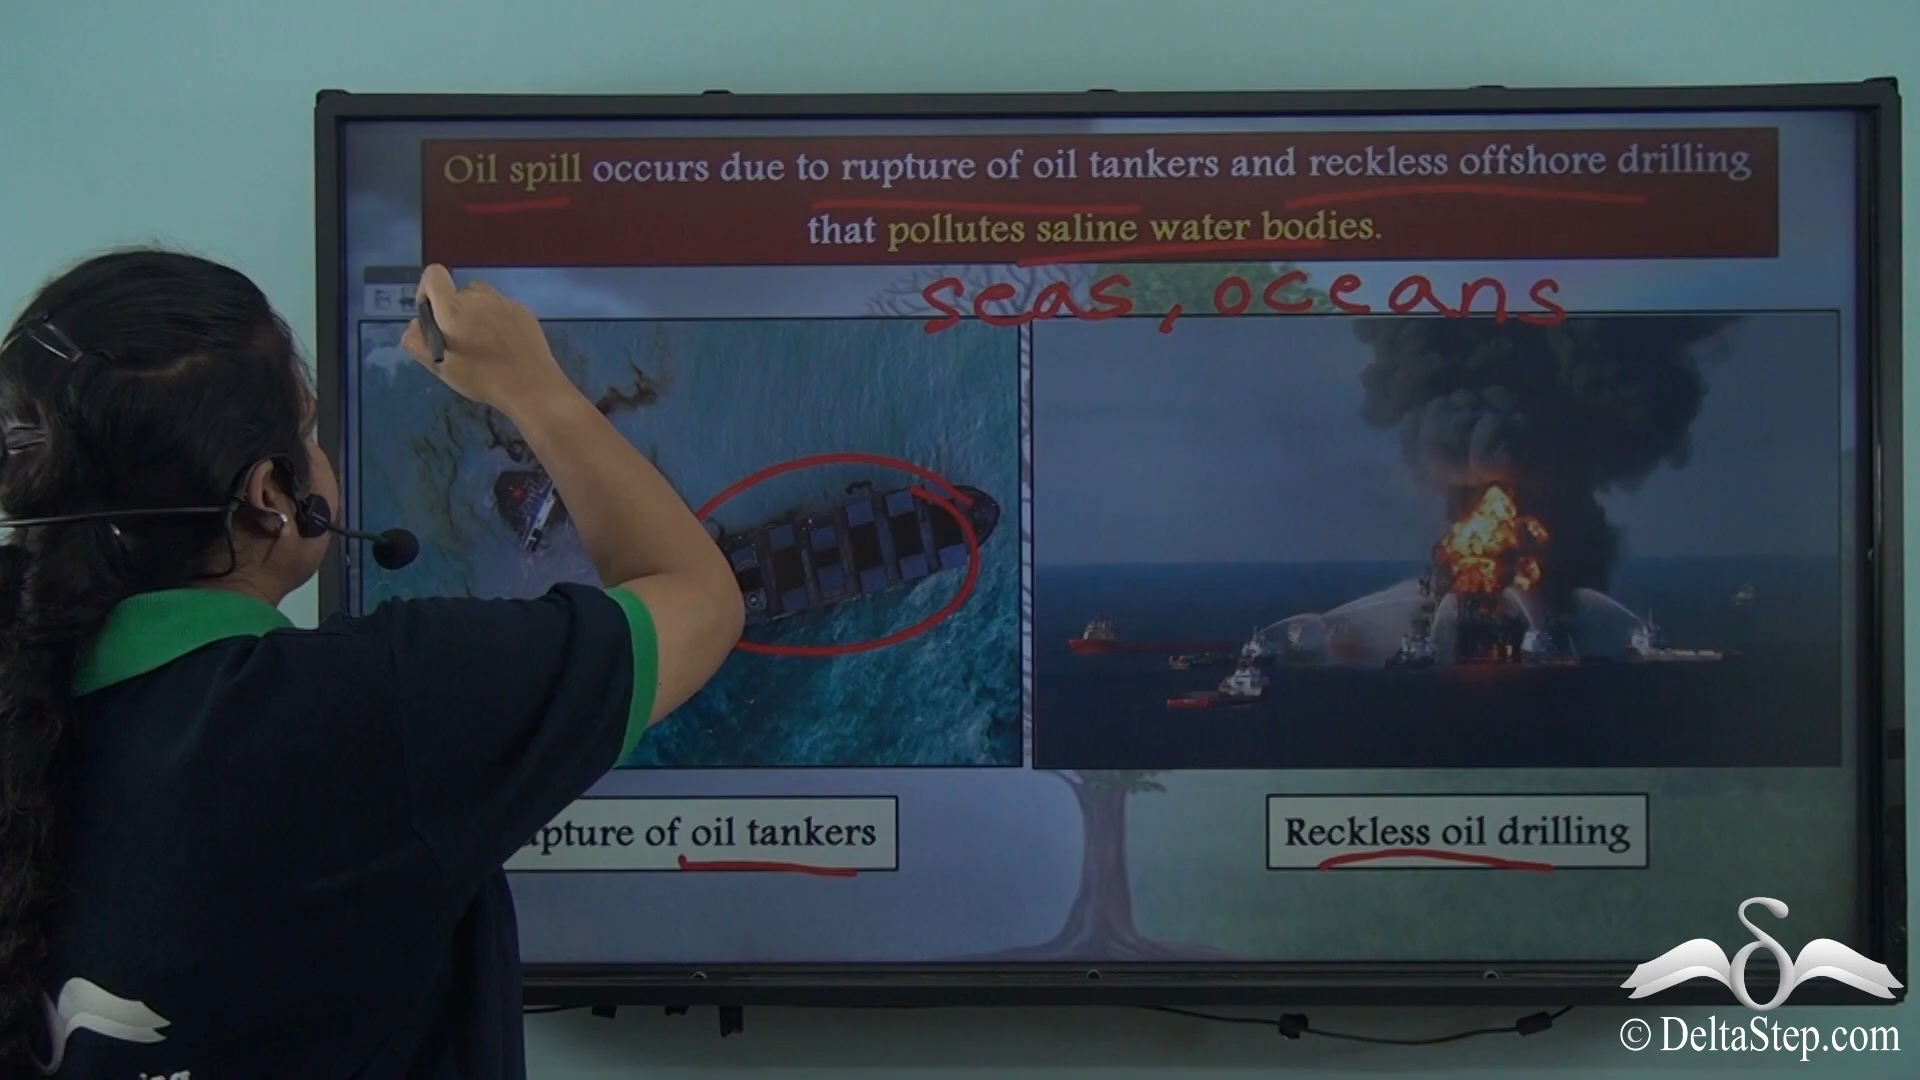 Oil spill occurs due to rupture of oil tankers and reckless offshore drilling
that pollutes saline water bodies.
seas, oceans
upture of oil tankers
Reckless oil drilling
© DeltaStep.com